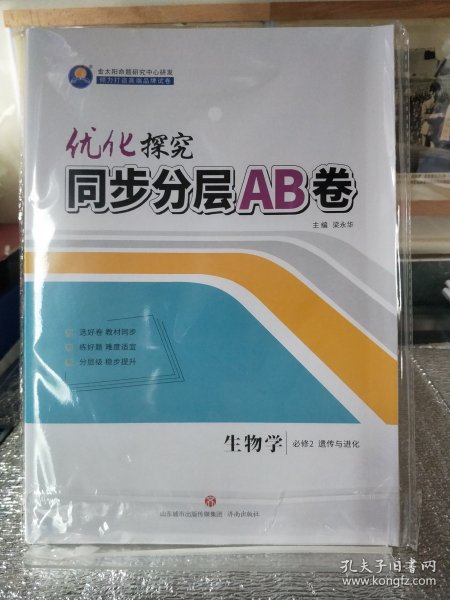 金太阳命题研究中心研发
倾力打造高端品牌试卷
优化探究
同步分层AB卷
主编 梁永华
选好卷 教材同步
练好题 难度适宜
分层级 稳步提升
生物学 必修2 遗传与进化
山东城市出版传媒集团 济南出版社
孔夫子旧书网
www.kongfz.com